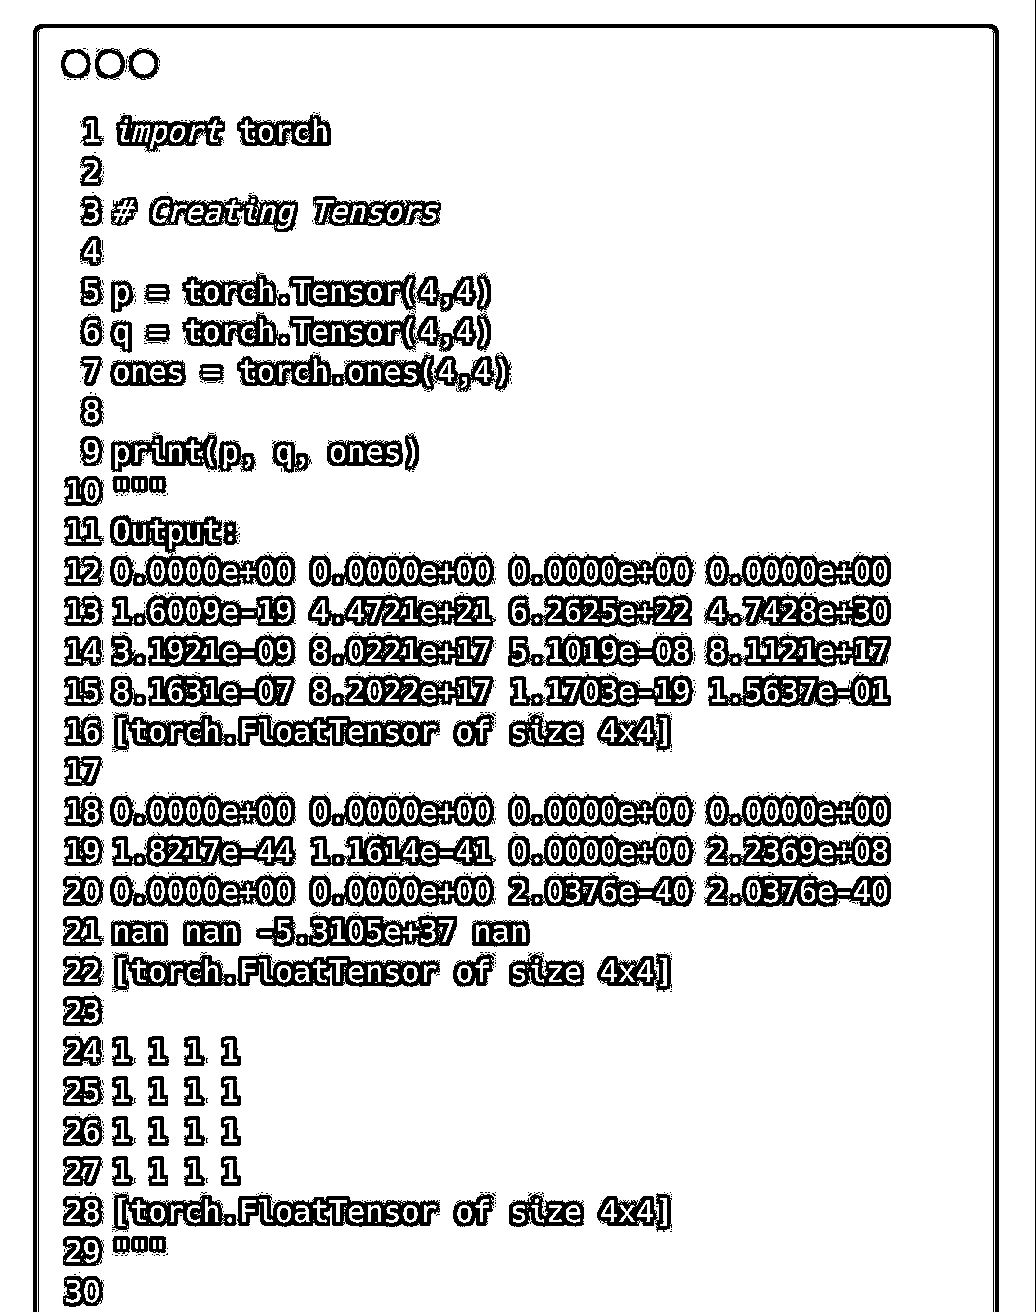 1 import torch
2
3 # Creating Tensors
4
5 p = torch.Tensor(4,4)
6 q = torch.Tensor(4,4)
7 ones = torch.ones(4,4)
8
9 print(p, q, ones)
10 """
11 Output:
12 0.0000e+00 0.0000e+00 0.0000e+00 0.0000e+00
13 1.6009e-19 4.4721e+21 6.2625e+22 4.7428e+30
14 3.1921e-09 8.0221e+17 5.1019e-08 8.1121e+17
15 8.1631e-07 8.2022e+17 1.1703e-19 1.5637e-01
16 [torch.FloatTensor of size 4x4]
17
18 0.0000e+00 0.0000e+00 0.0000e+00 0.0000e+00
19 1.8217e-44 1.1614e-41 0.0000e+00 2.2369e+08
20 0.0000e+00 0.0000e+00 2.0376e-40 2.0376e-40
21 nan nan -5.3105e+37 nan
22 [torch.FloatTensor of size 4x4]
23
24 1 1 1 1
25 1 1 1 1
26 1 1 1 1
27 1 1 1 1
28 [torch.FloatTensor of size 4x4]
29 """
30